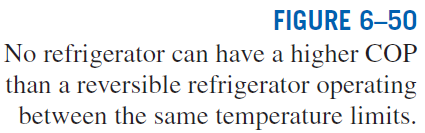 FIGURE 6–50
No refrigerator can have a higher COP
than a reversible refrigerator operating
between the same temperature limits.